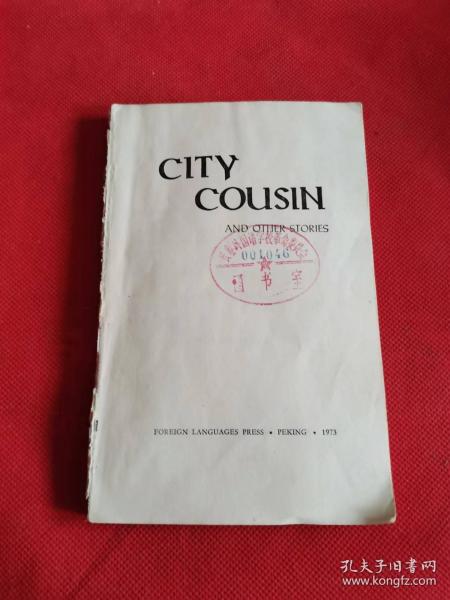 CITY
COUSIN
AND OTHER STORIES
001046
图书室
FOREIGN LANGUAGES PRESS • PEKING • 1973
孔夫子旧书网
www.kongfz.com